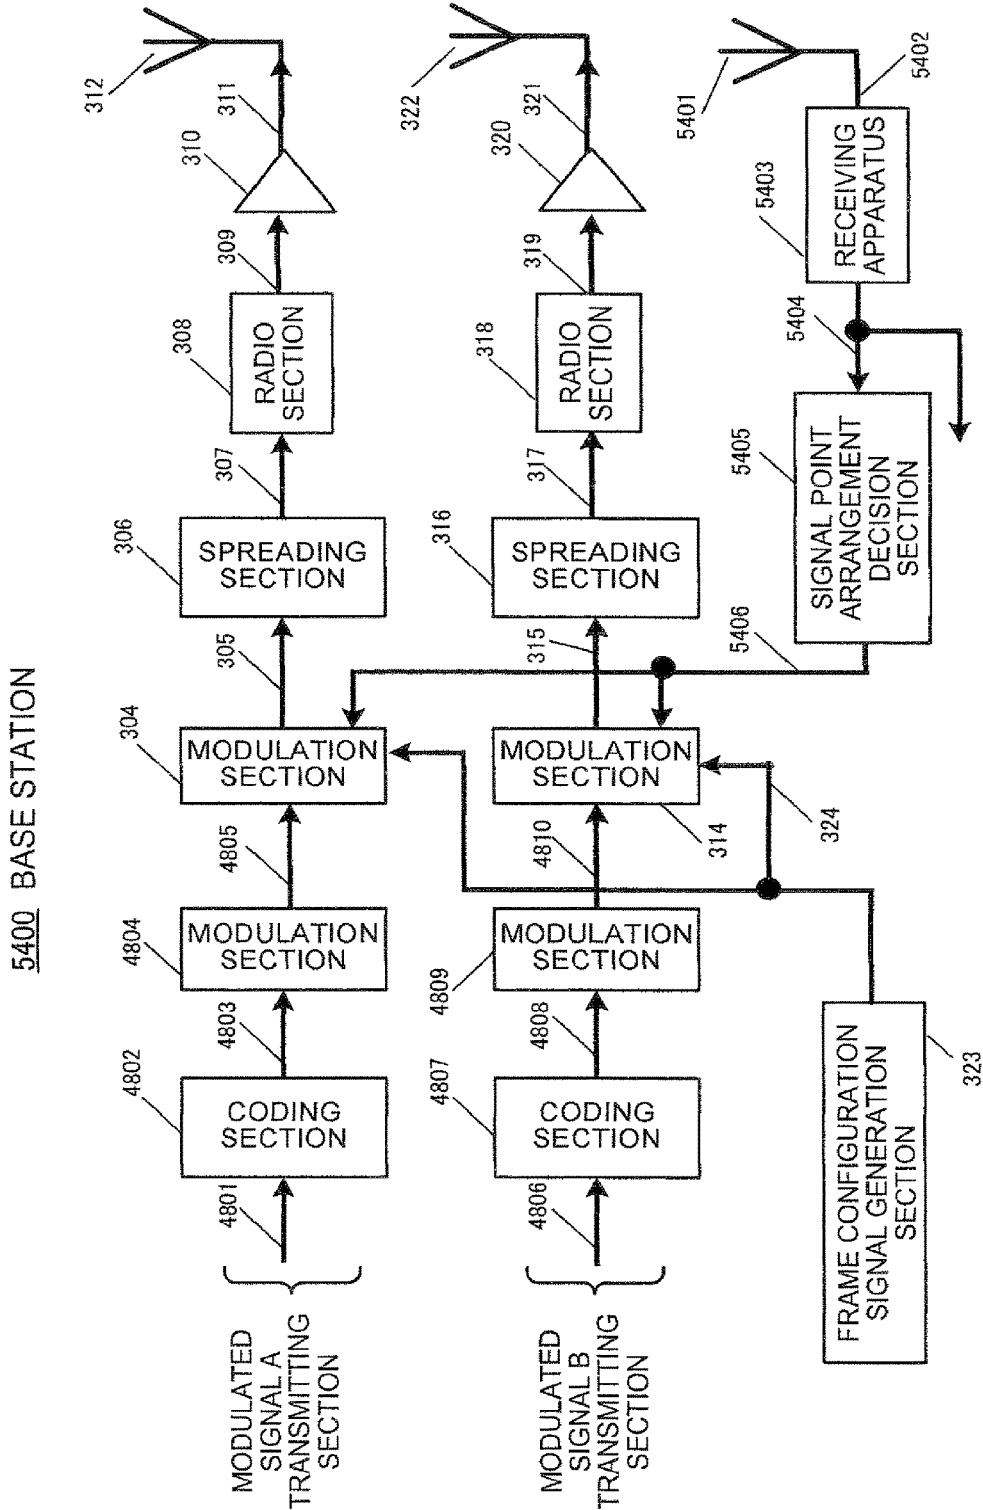 5400 BASE STATION
MODULATED
SIGNAL A
TRANSMITTING
SECTION
4801
4802
CODING
SECTION
4803
4804
MODULATION
SECTION
4805
304
MODULATION
SECTION
305
306
SPREADING
SECTION
307
308
RADIO
SECTION
309
310
311
312
MODULATED
SIGNAL B
TRANSMITTING
SECTION
4806
4807
CODING
SECTION
4808
4809
MODULATION
SECTION
4810
314
MODULATION
SECTION
315
316
SPREADING
SECTION
317
318
RADIO
SECTION
319
320
321
322
FRAME CONFIGURATION
SIGNAL GENERATION
SECTION
323
324
5406
5405
SIGNAL POINT
ARRANGEMENT
DECISION
SECTION
5404
5403
RECEIVING
APPARATUS
5402
5401